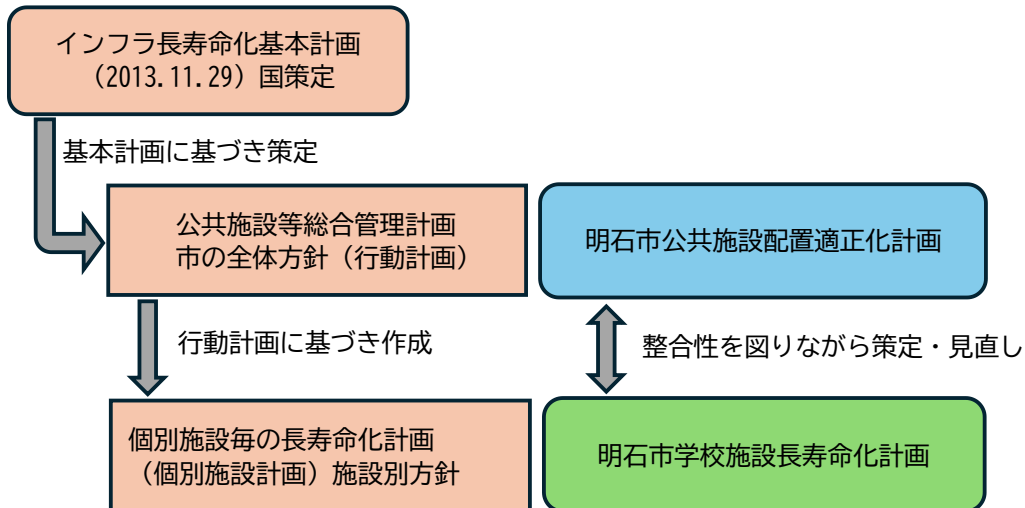 インフラ長寿命化基本計画
（2013.11.29）国策定
基本計画に基づき策定
公共施設等総合管理計画
市の全体方針（行動計画）
明石市公共施設配置適正化計画
行動計画に基づき作成
整合性を図りながら策定・見直し
個別施設毎の長寿命化計画
（個別施設計画）施設別方針
明石市学校施設長寿命化計画